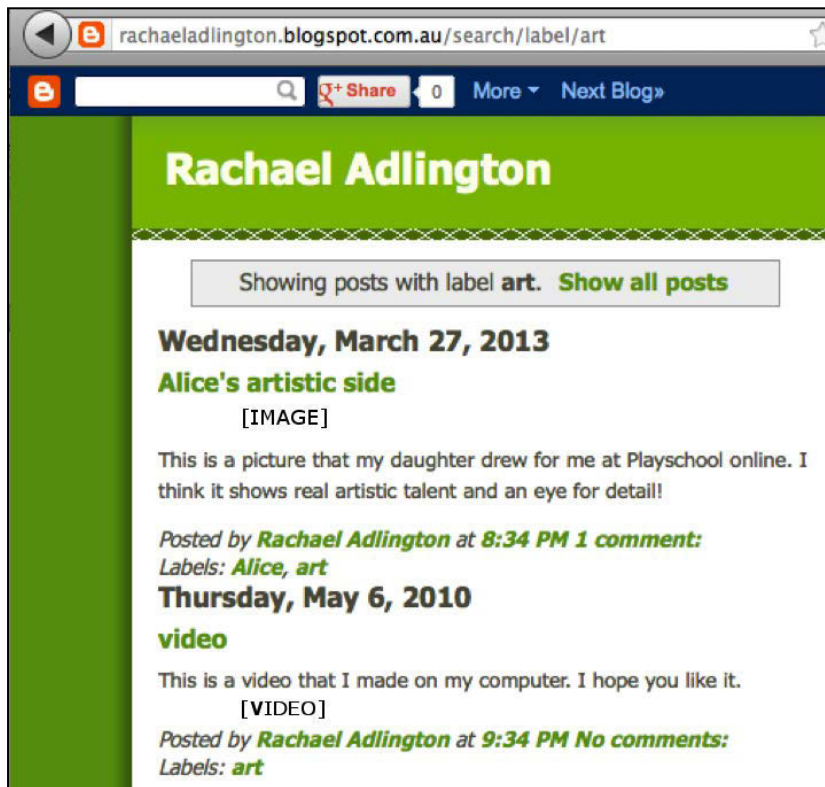 rachaeladlington.blogspot.com.au/search/label/art
Share 0 More Next Blog»
Rachael Adlington
Showing posts with label art. Show all posts
Wednesday, March 27, 2013
Alice's artistic side
[IMAGE]
This is a picture that my daughter drew for me at Playschool online. I
think it shows real artistic talent and an eye for detail!
Posted by Rachael Adlington at 8:34 PM 1 comment:
Labels: Alice, art
Thursday, May 6, 2010
video
This is a video that I made on my computer. I hope you like it.
[VIDEO]
Posted by Rachael Adlington at 9:34 PM No comments:
Labels: art